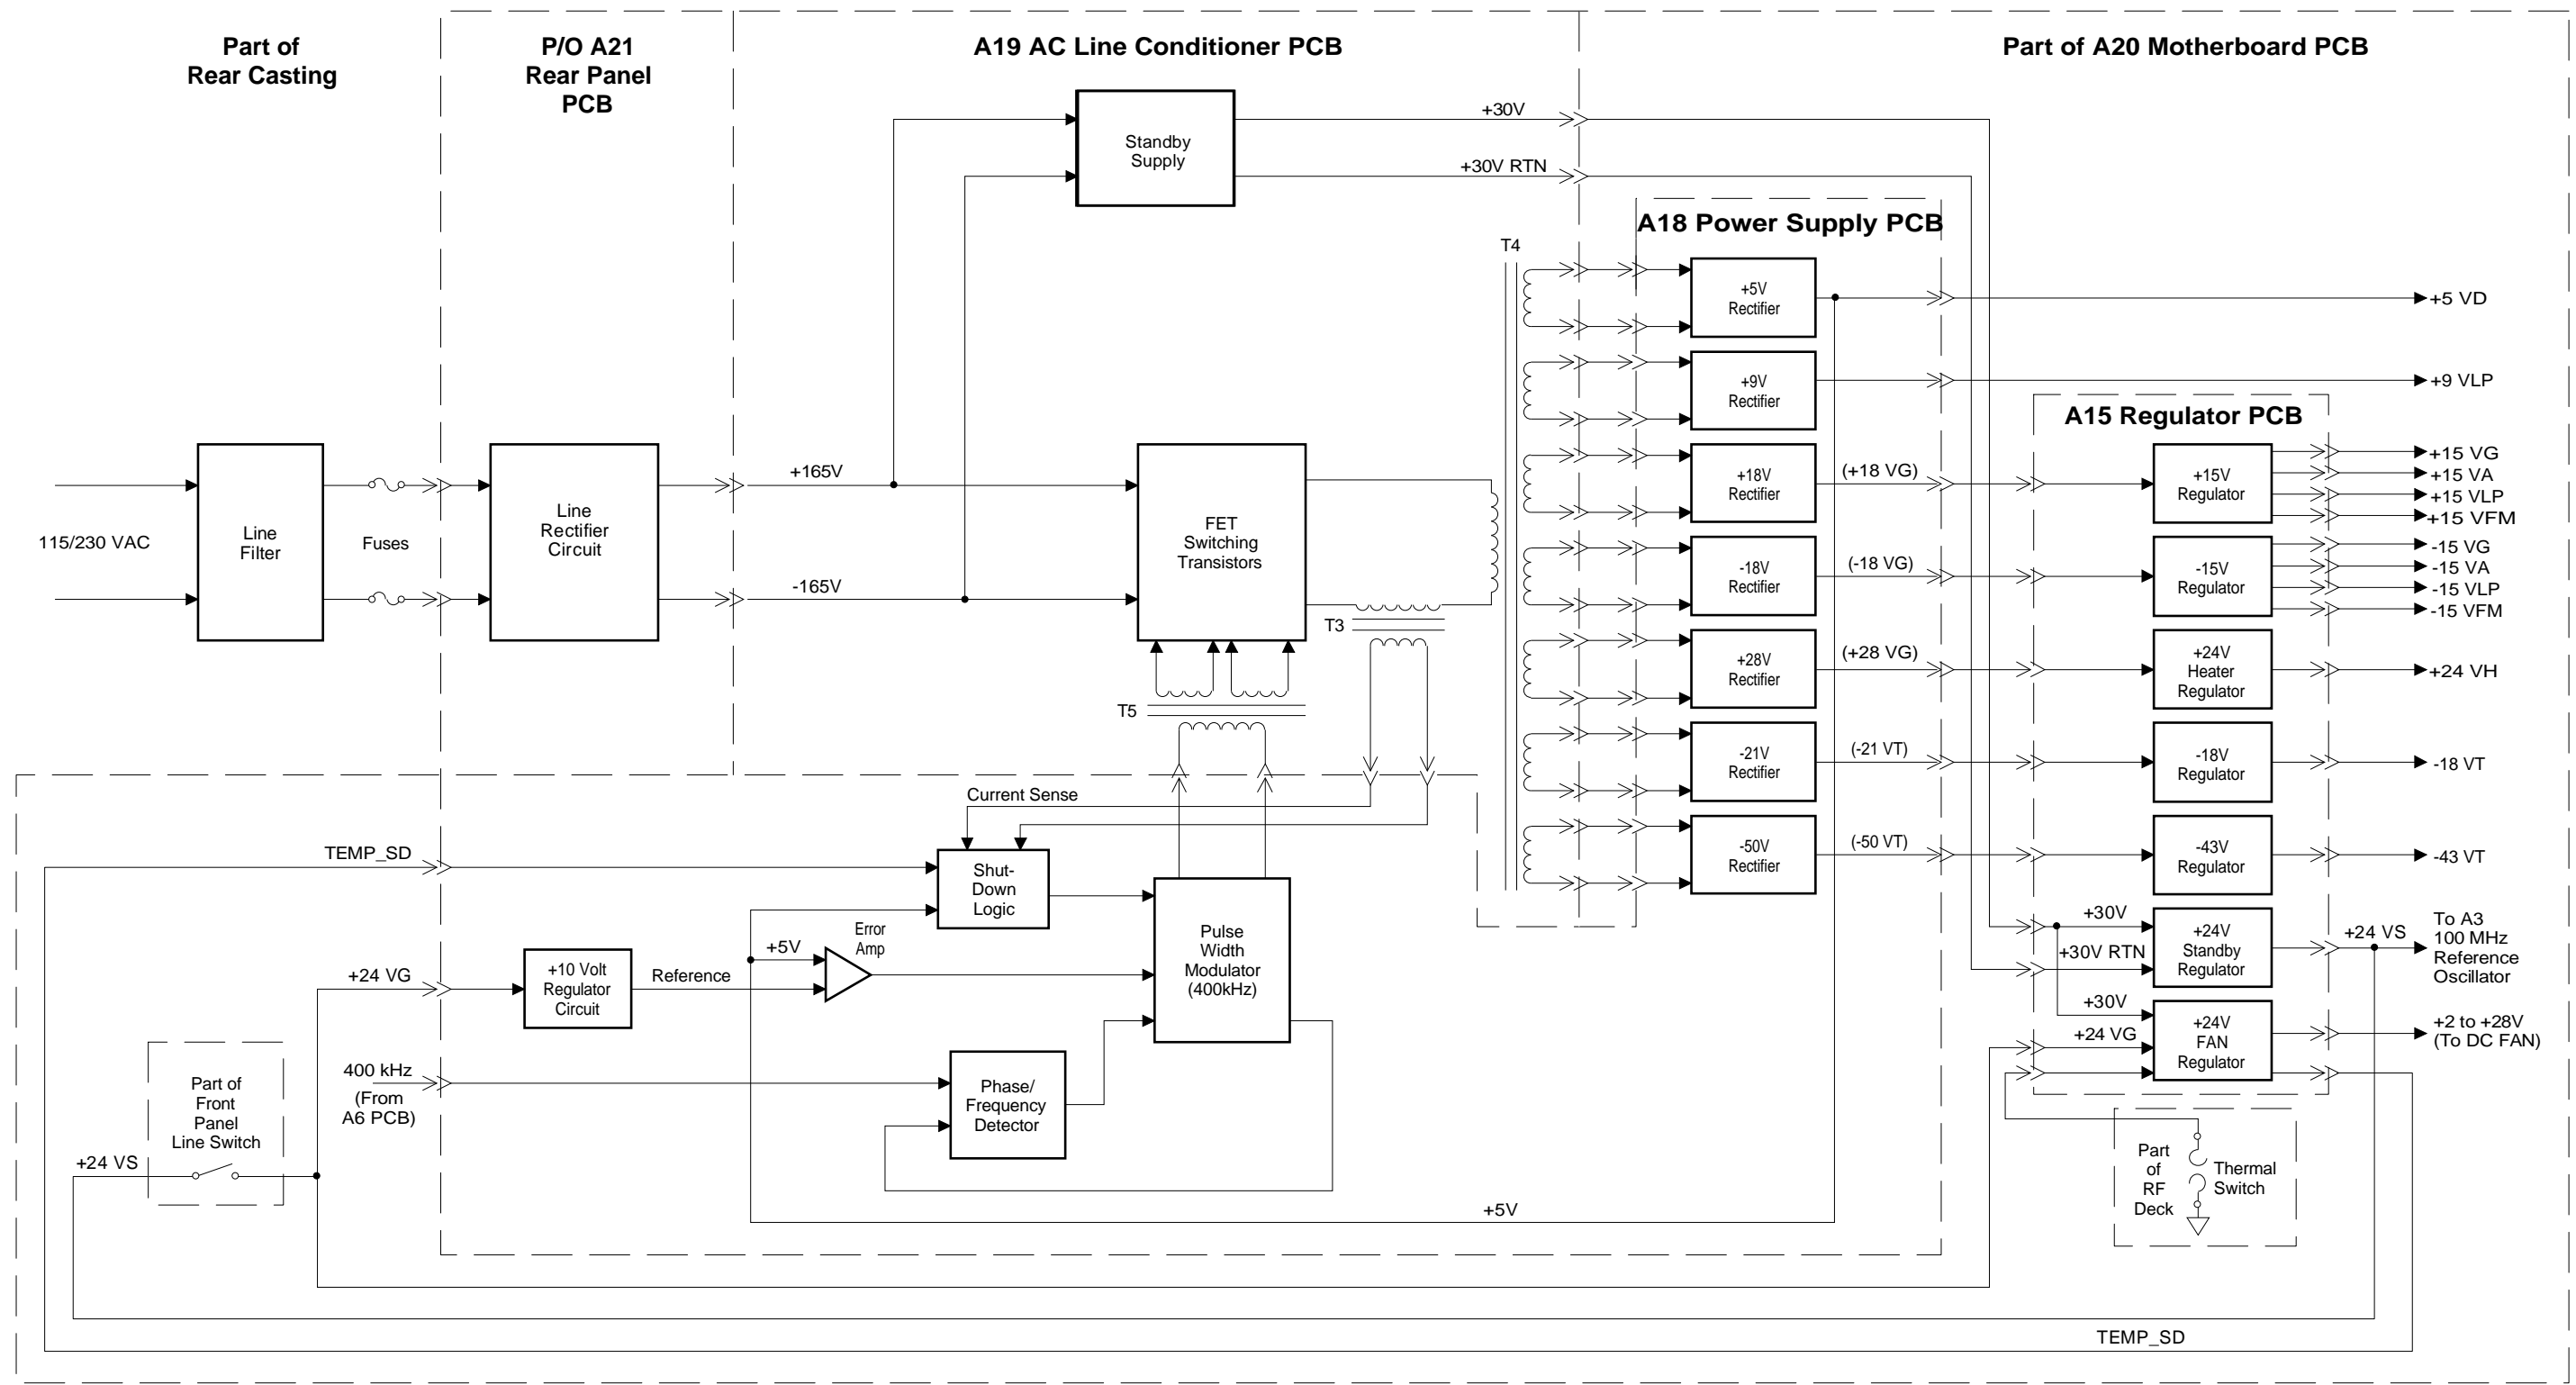 Part of
Rear Casting
P/O A21
Rear Panel
PCB
A19 AC Line Conditioner PCB
Part of A20 Motherboard PCB
Standby
Supply
+30V
+30V RTN
A18 Power Supply PCB
T4
+5V
Rectifier
+5 VD
+9V
Rectifier
+9 VLP
A15 Regulator PCB
115/230 VAC
Line
Filter
Fuses
Line
Rectifier
Circuit
+165V
-165V
FET
Switching
Transistors
T3
T5
+18V
Rectifier
(+18 VG)
+15V
Regulator
+15 VG
+15 VA
+15 VLP
+15 VFM
-18V
Rectifier
(-18 VG)
-15V
Regulator
-15 VG
-15 VA
-15 VLP
-15 VFM
+28V
Rectifier
(+28 VG)
+24V
Heater
Regulator
+24 VH
-21V
Rectifier
(-21 VT)
-18V
Regulator
-18 VT
-50V
Rectifier
(-50 VT)
-43V
Regulator
-43 VT
Current Sense
TEMP_SD
Shut-
Down
Logic
Error
Amp
+5V
Pulse
Width
Modulator
(400kHz)
+24 VG
+10 Volt
Regulator
Circuit
Reference
400 kHz
(From
A6 PCB)
Phase/
Frequency
Detector
Part of
Front
Panel
Line Switch
+24 VS
+5V
+30V
+30V RTN
+24V
Standby
Regulator
+24 VS
To A3
100 MHz
Reference
Oscillator
+30V
+24 VG
+24V
FAN
Regulator
+2 to +28V
(To DC FAN)
Part
of
RF
Deck
Thermal
Switch
TEMP_SD